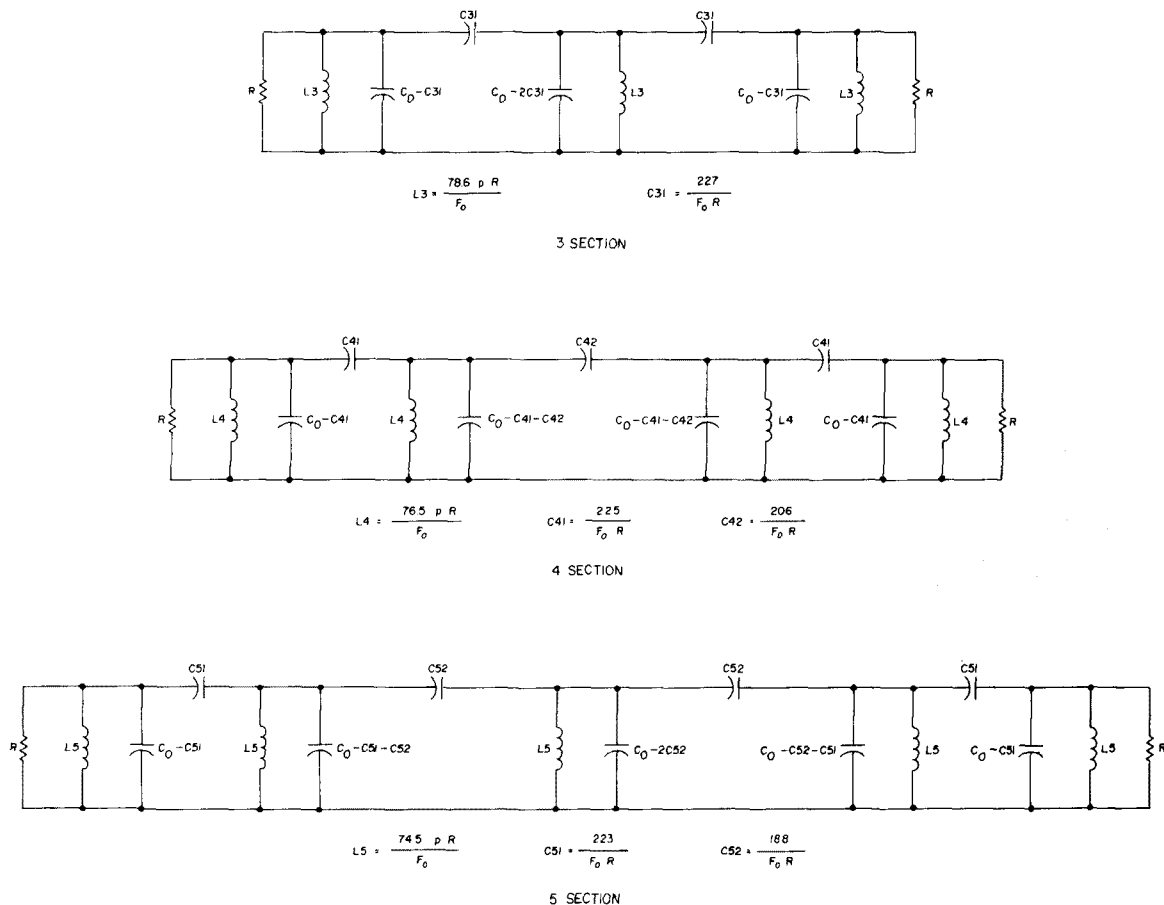 C31 C31
R L3 C₀-C31 C₀-2C31 L3 C₀-C31 L3 R
L3 = 78.6 p R / F₀ C31 = 227 / F₀ R
3 SECTION
C41 C42 C41
R L4 C₀-C41 L4 C₀-C41-C42 C₀-C41-C42 L4 C₀-C41 L4 R
L4 = 76.5 p R / F₀ C41 = 225 / F₀ R C42 = 206 / F₀ R
4 SECTION
C51 C52 C52 C51
R L5 C₀-C51 L5 C₀-C51-C52 L5 C₀-2C52 C₀-C52-C51 L5 C₀-C51 L5 R
L5 = 74.5 p R / F₀ C51 = 223 / F₀ R C52 = 188 / F₀ R
5 SECTION